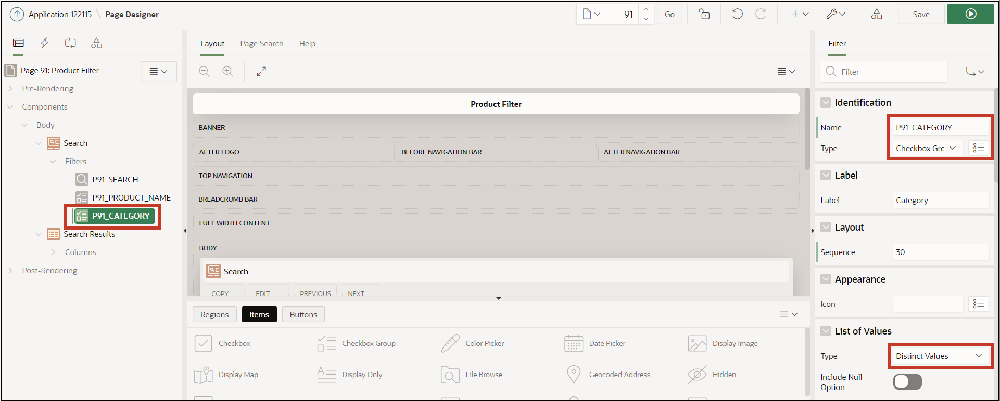 Application 122115 \ Page Designer
91
Go
Save
Page 91: Product Filter
Pre-Rendering
Components
Body
Search
Filters
P91_SEARCH
P91_PRODUCT_NAME
P91_CATEGORY
Search Results
Columns
Post-Rendering
Layout Page Search Help
Product Filter
BANNER
AFTER LOGO BEFORE NAVIGATION BAR AFTER NAVIGATION BAR
TOP NAVIGATION
BREADCRUMB BAR
FULL WIDTH CONTENT
BODY
Search
COPY EDIT PREVIOUS NEXT
Regions Items Buttons
Checkbox Checkbox Group Color Picker Date Picker Display Image
Display Map Display Only File Browse... Geocoded Address Hidden
Filter
Filter
Identification
Name P91_CATEGORY
Type Checkbox Grc
Label
Label Category
Layout
Sequence 30
Appearance
Icon
List of Values
Type Distinct Values
Include Null
Option